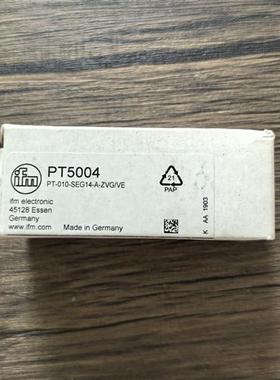 ifm
PT5004
PT-010-SEG14-A-ZVG/VE
ifm electronic
45128 Essen
Germany
www.ifm.com
Made in Germany
21
PAP
K AA 1903